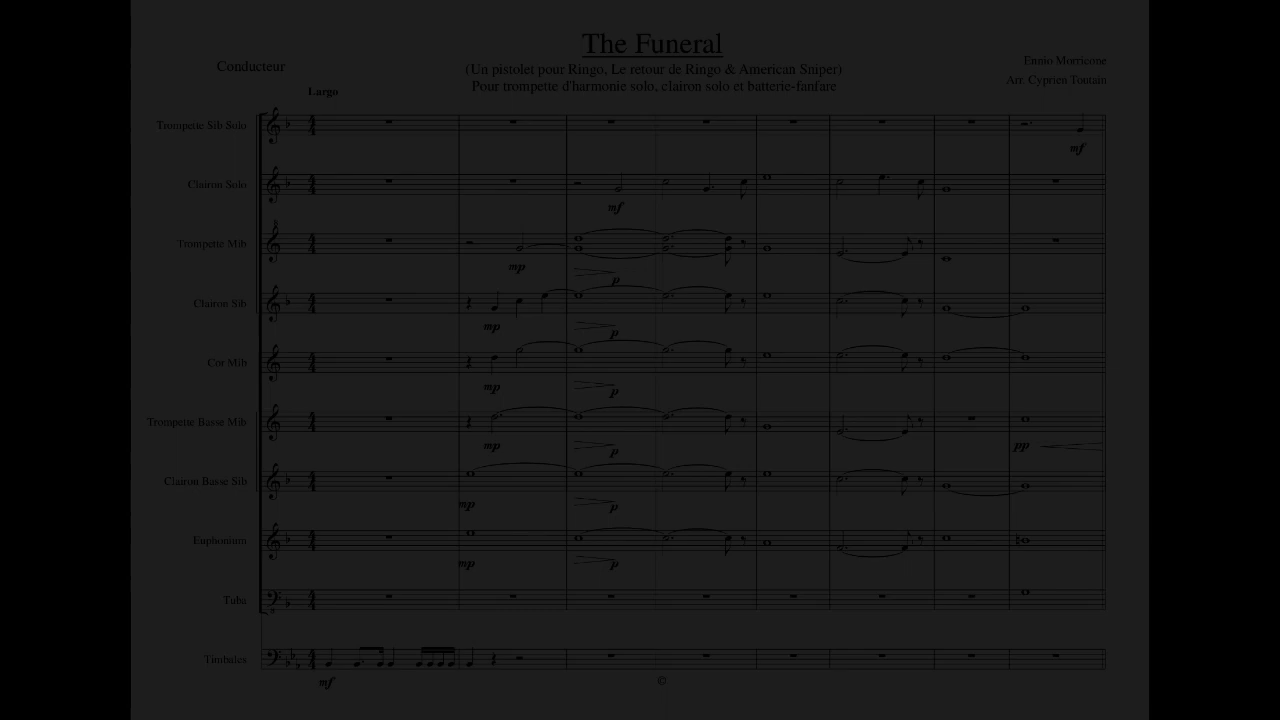 The Funeral
Conducteur
(Un pistolet pour Ringo, Le retour de Ringo & American Sniper)
Pour trompette d'harmonie solo, clairon solo et batterie-fanfare
Ennio Morricone
Arr. Cyprien Toutain
Largo
Trompette Sib Solo
mf
Clairon Solo
mf
Trompette Mib
mp
p
Clairon Sib
mp
p
Cor Mib
mp
p
Trompette Basse Mib
mp
p
pp
Clairon Basse Sib
mp
p
Euphonium
mp
p
Tuba
Timbales
mf
©